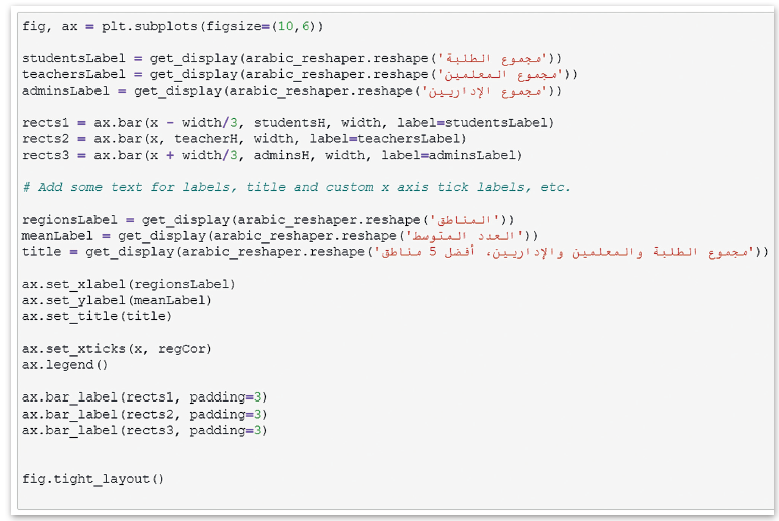 fig, ax = plt.subplots(figsize=(10,6))
studentsLabel = get_display(arabic_reshaper.reshape('مجموع الطلبة'))
teachersLabel = get_display(arabic_reshaper.reshape('مجموع المعلمين'))
adminsLabel = get_display(arabic_reshaper.reshape('مجموع الإداريين'))
rects1 = ax.bar(x - width/3, studentsH, width, label=studentsLabel)
rects2 = ax.bar(x, teacherH, width, label=teachersLabel)
rects3 = ax.bar(x + width/3, adminsH, width, label=adminsLabel)
# Add some text for labels, title and custom x axis tick labels, etc.
regionsLabel = get_display(arabic_reshaper.reshape('المناطق'))
meanLabel = get_display(arabic_reshaper.reshape('العدد المتوسط'))
title = get_display(arabic_reshaper.reshape('مجموع الطلبة والمعلمين والإداريين، أفضل 5 مناطق'))
ax.set_xlabel(regionsLabel)
ax.set_ylabel(meanLabel)
ax.set_title(title)
ax.set_xticks(x, regCor)
ax.legend()
ax.bar_label(rects1, padding=3)
ax.bar_label(rects2, padding=3)
ax.bar_label(rects3, padding=3)
fig.tight_layout()